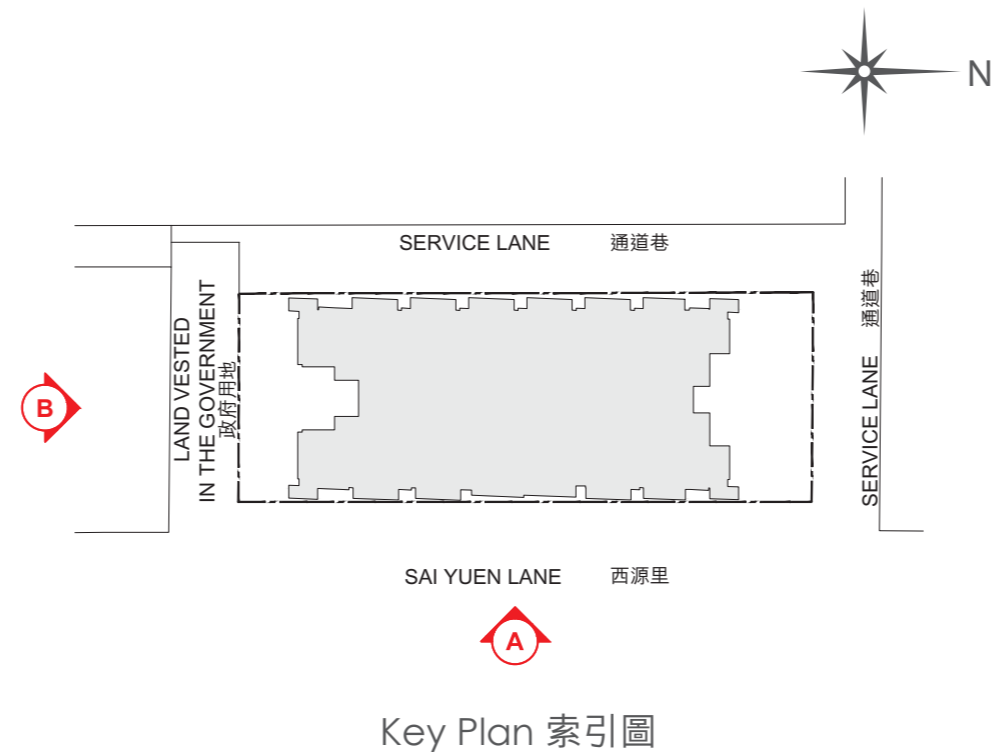 N
SERVICE LANE 通道巷
LAND VESTED
IN THE GOVERNMENT
政府用地
SERVICE LANE 通道巷
B
SAI YUEN LANE 西源里
A
Key Plan 索引圖